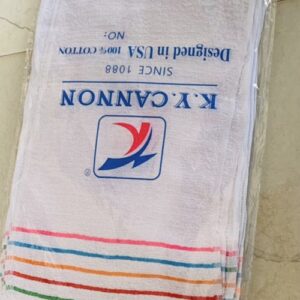 ®
K.Y. CANNON
SINCE 1088
Designed in USA 100% COTTON
NO: